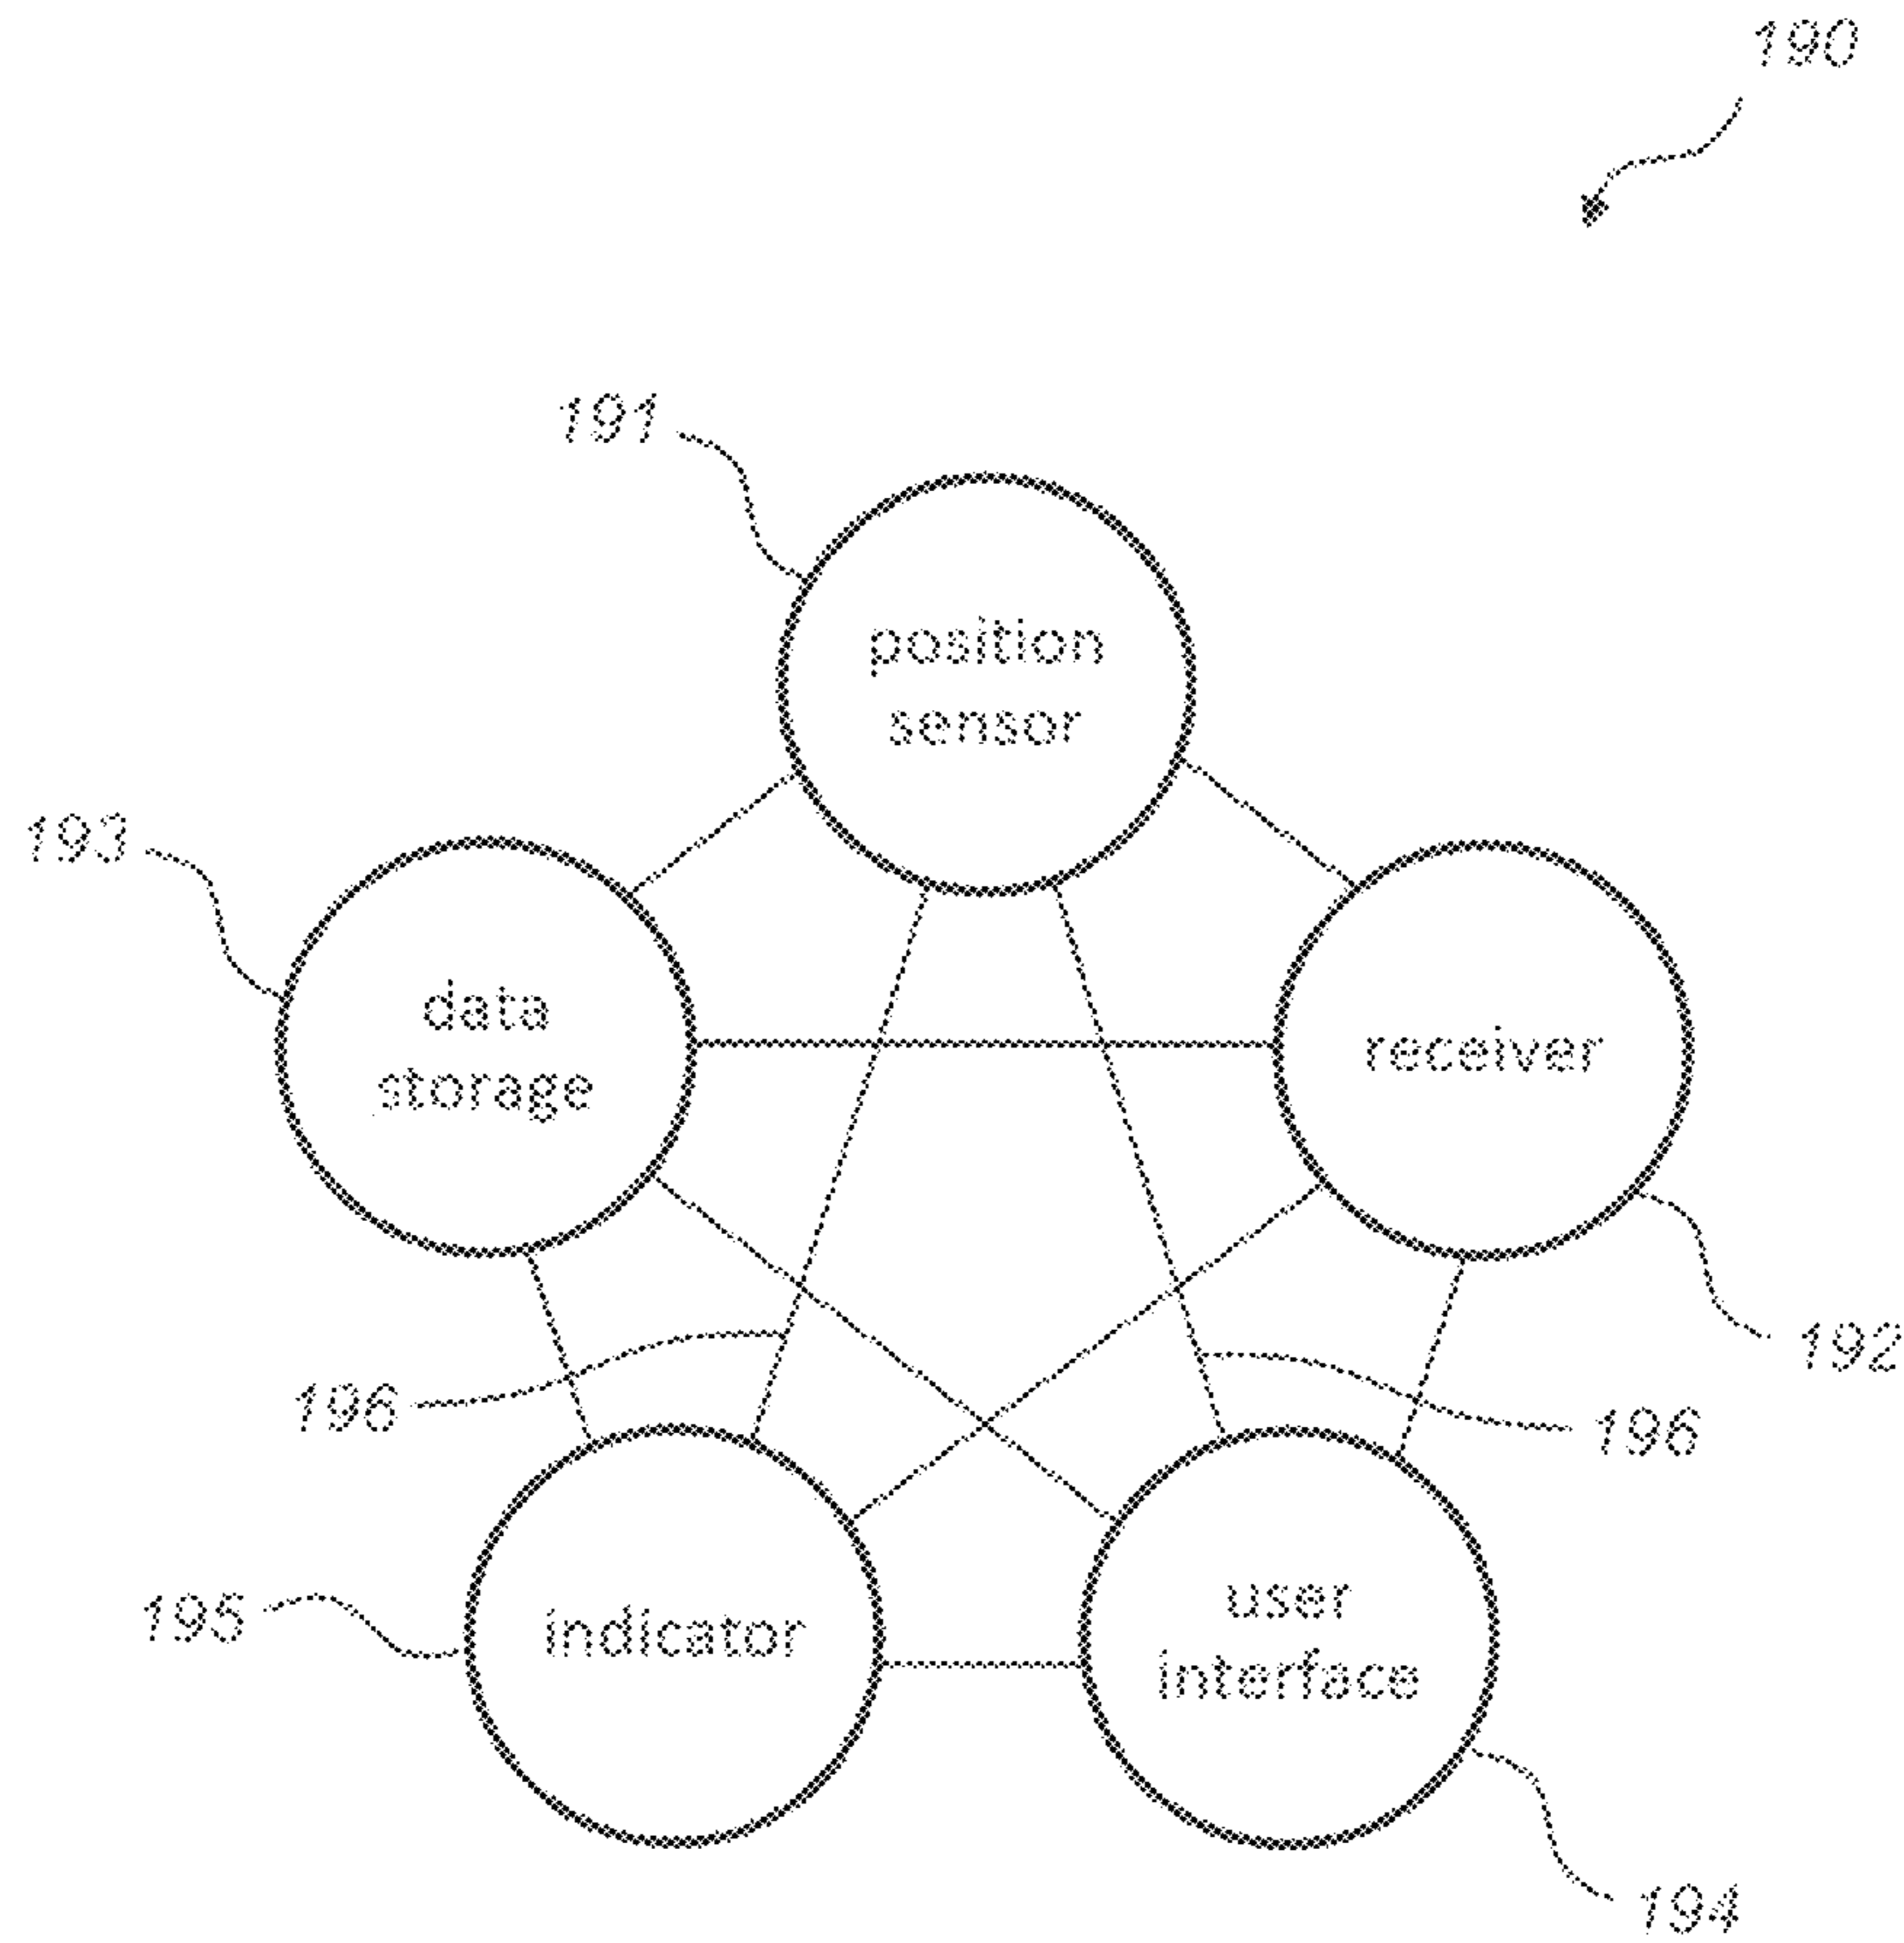 190
191
position
sensor
193
data
storage
receiver
192
196
196
195
indicator
user
interface
194